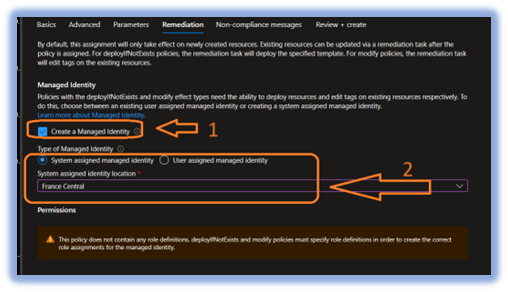 Basics Advanced Parameters Remediation Non-compliance messages Review + create
By default, this assignment will only take effect on newly created resources. Existing resources can be updated via a remediation task after the
policy is assigned. For deployIfNotExists policies, the remediation task will deploy the specified template. For modify policies, the remediation task
will edit tags on the existing resources.
Managed Identity
Policies with the deployIfNotExists and modify effect types need the ability to deploy resources and edit tags on existing resources respectively. To
do this, choose between an existing user assigned managed identity or creating a system assigned managed identity.
Learn more about Managed Identity.
Create a Managed Identity
1
Type of Managed Identity
System assigned managed identity User assigned managed identity
2
System assigned identity location *
France Central
Permissions
This policy does not contain any role definitions. deployIfNotExists and modify policies must specify role definitions in order to create the correct
role assignments for the managed identity.